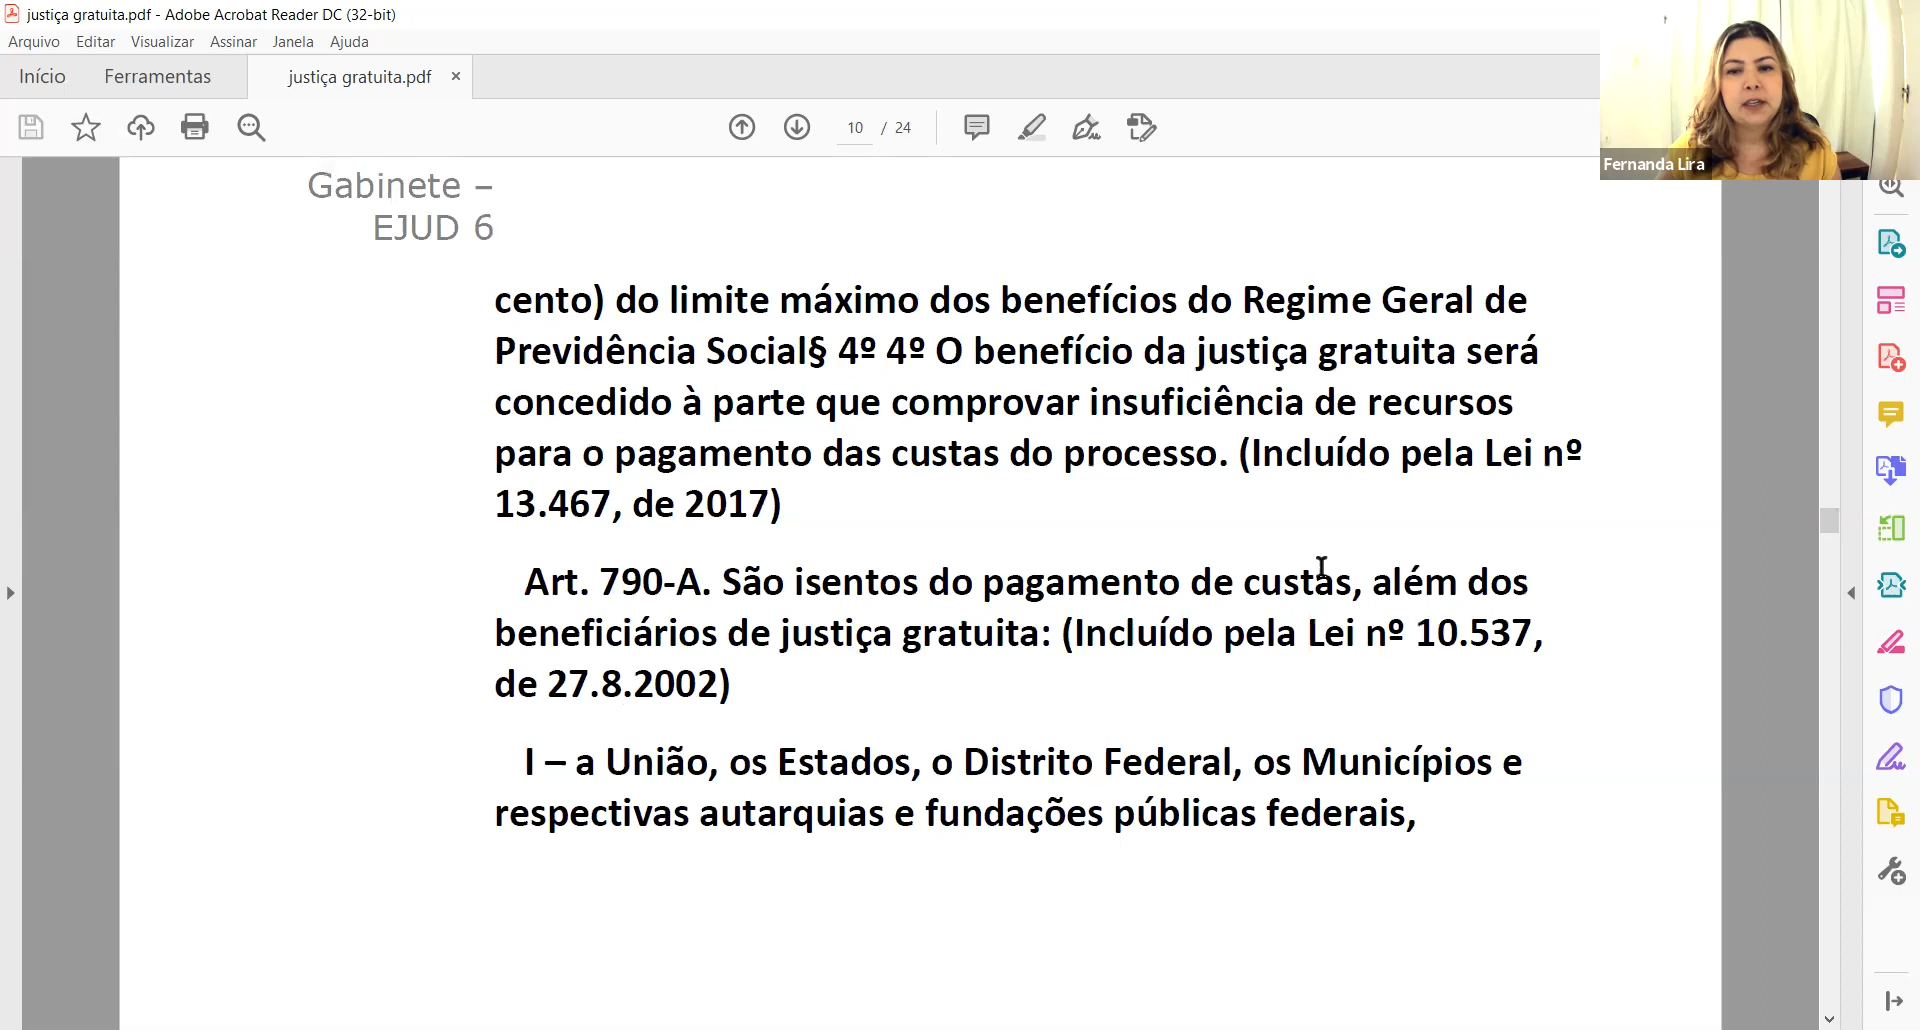 justiça gratuita.pdf - Adobe Acrobat Reader DC (32-bit)
Arquivo Editar Visualizar Assinar Janela Ajuda
Início Ferramentas justiça gratuita.pdf ×
10 / 24
Fernanda Lira
Gabinete –
EJUD 6
cento) do limite máximo dos benefícios do Regime Geral de
Previdência Social§ 4º 4º O benefício da justiça gratuita será
concedido à parte que comprovar insuficiência de recursos
para o pagamento das custas do processo. (Incluído pela Lei nº
13.467, de 2017)
Art. 790-A. São isentos do pagamento de custas, além dos
beneficiários de justiça gratuita: (Incluído pela Lei nº 10.537,
de 27.8.2002)
I – a União, os Estados, o Distrito Federal, os Municípios e
respectivas autarquias e fundações públicas federais,